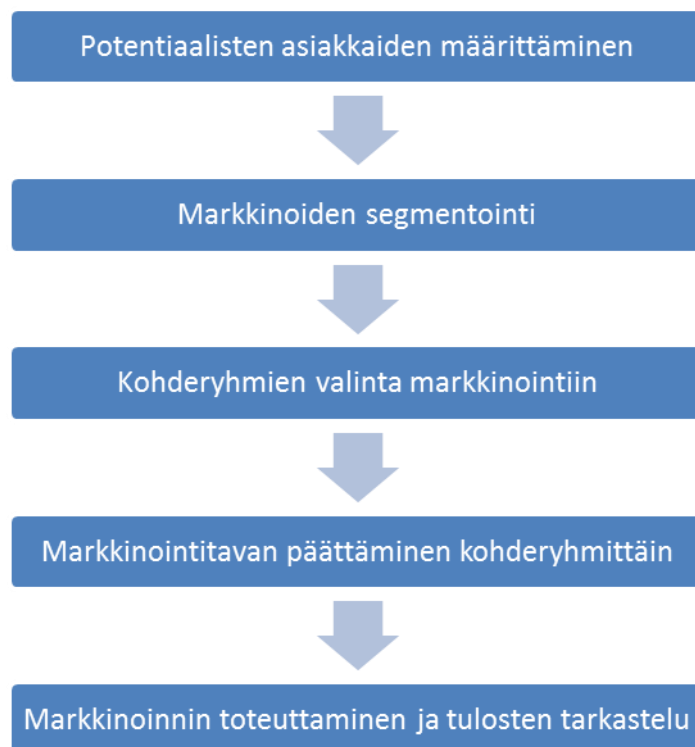 Potentiaalisten asiakkaiden määrittäminen
Markkinoiden segmentointi
Kohderyhmien valinta markkinointiin
Markkinointitavan päättäminen kohderyhmittäin
Markkinoinnin toteuttaminen ja tulosten tarkastelu